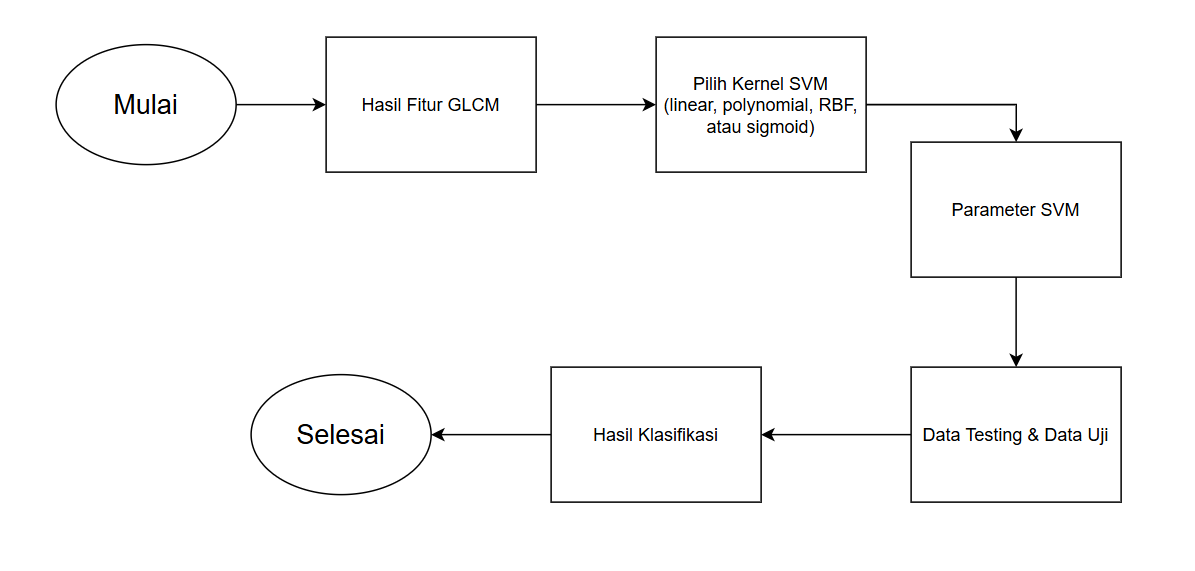 Mulai
Hasil Fitur GLCM
Pilih Kernel SVM
(linear, polynomial, RBF,
atau sigmoid)
Parameter SVM
Data Testing & Data Uji
Hasil Klasifikasi
Selesai